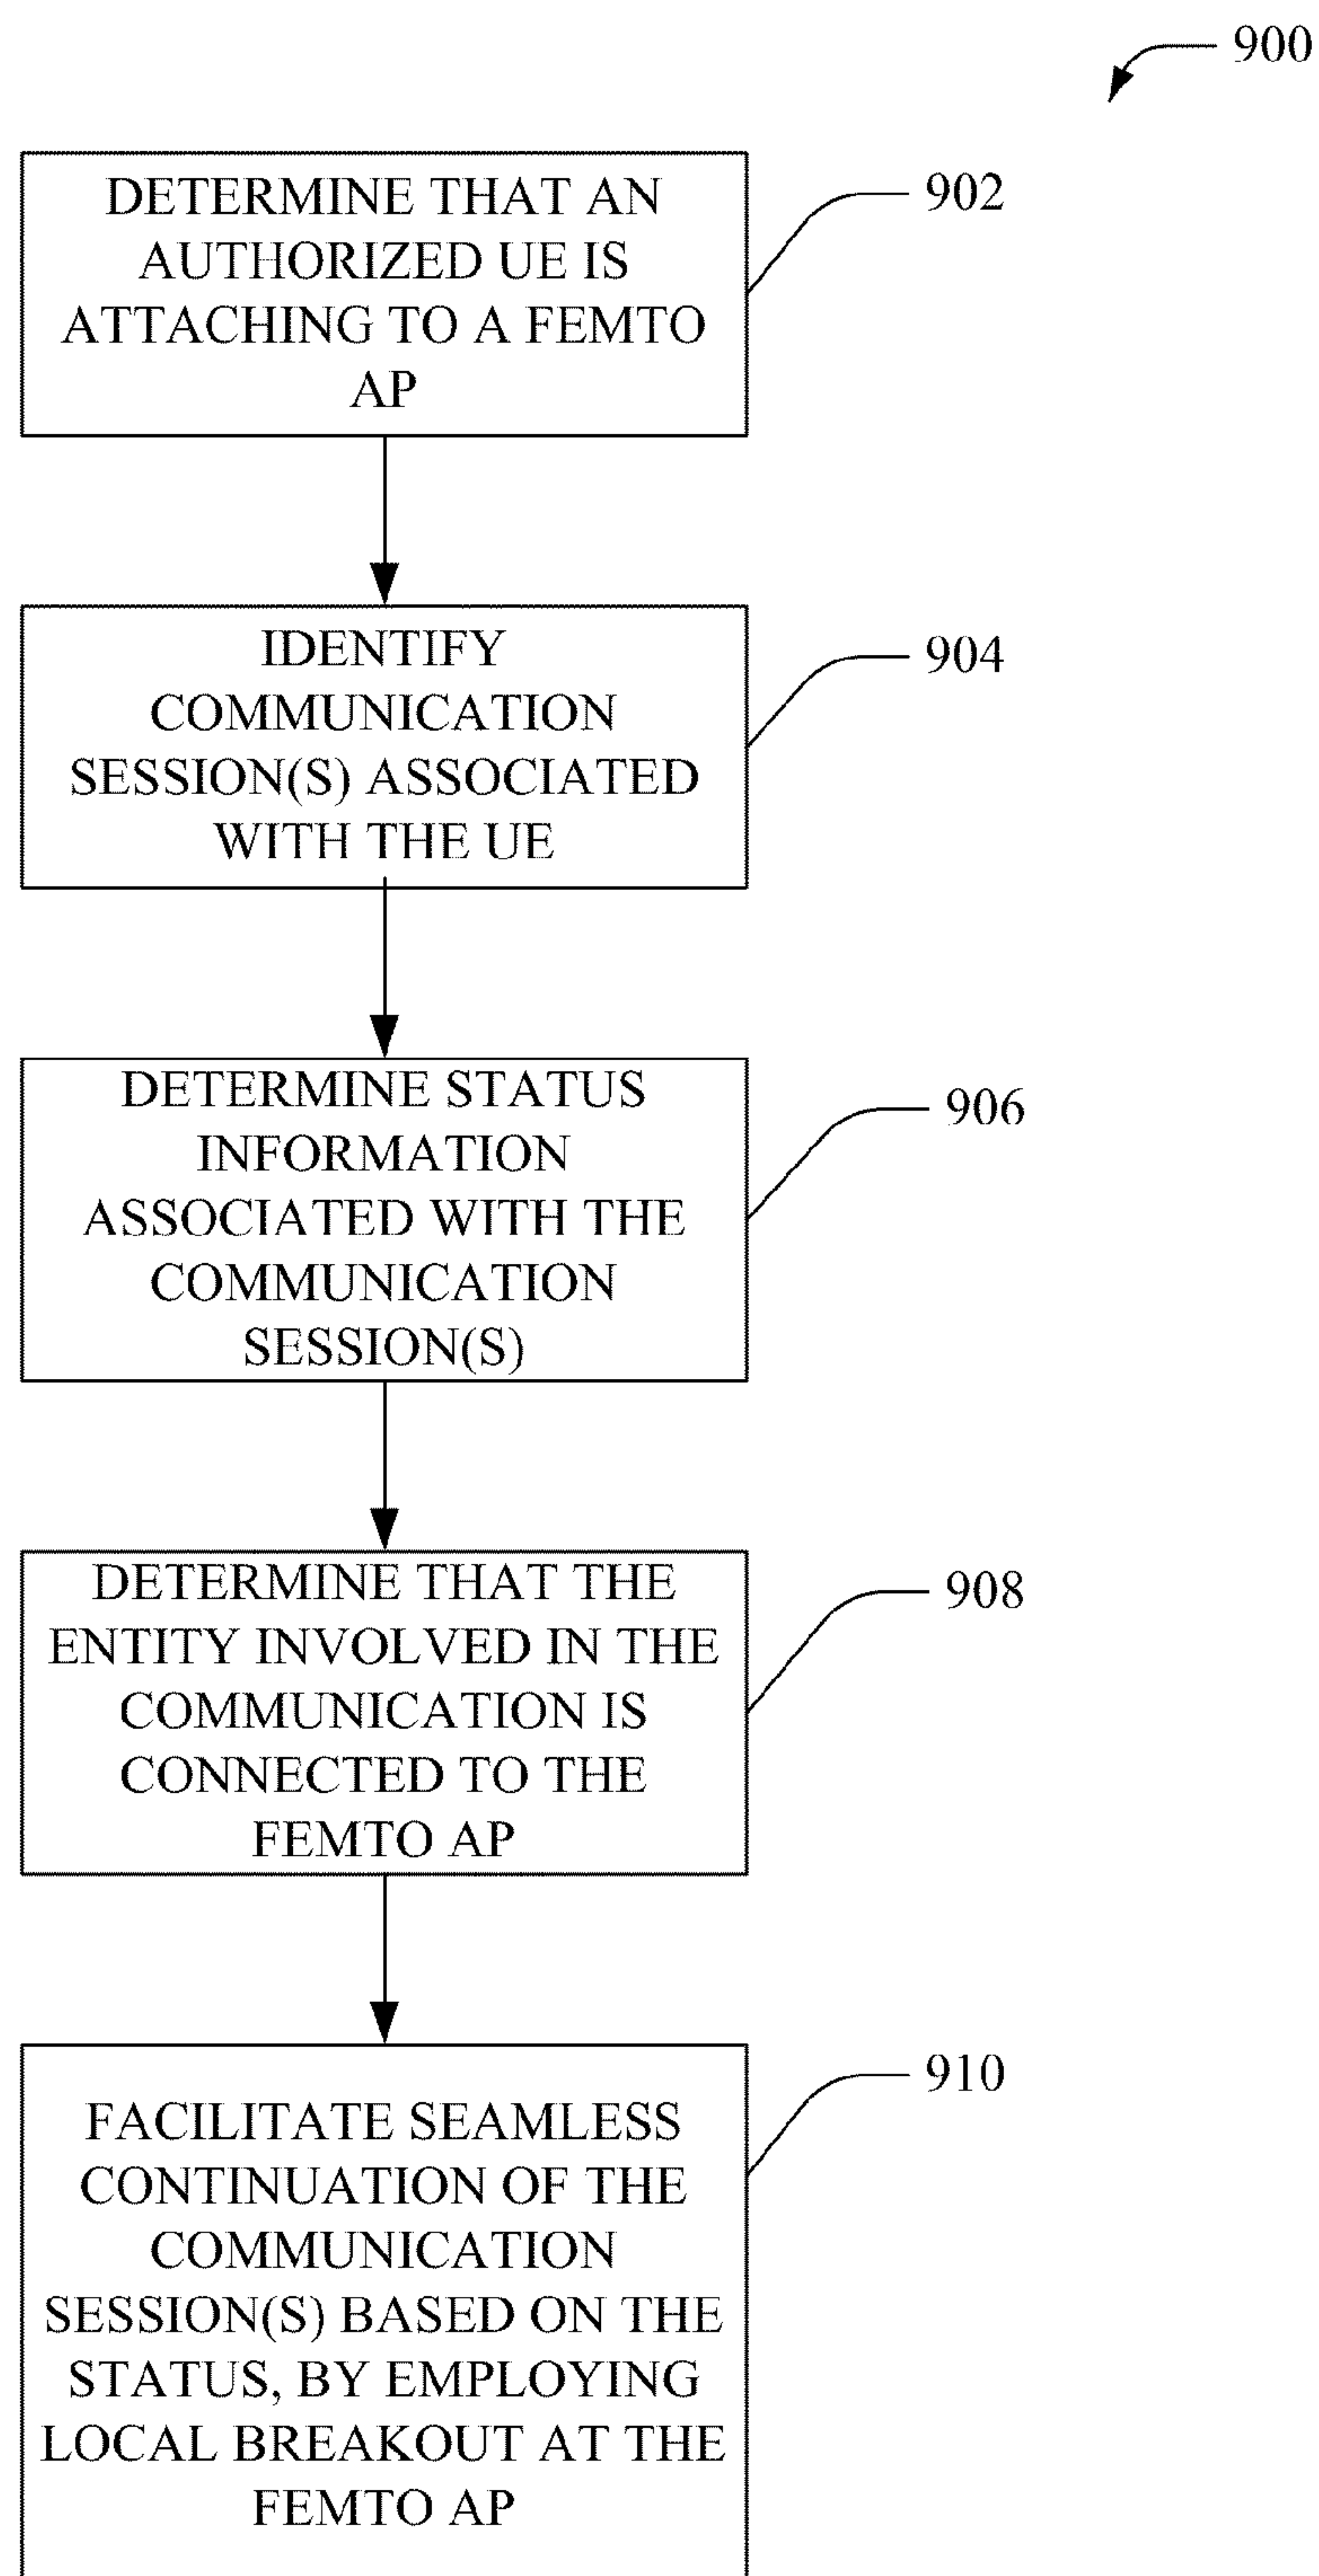 900
DETERMINE THAT AN
902
AUTHORIZED UE IS
ATTACHING TO A FEMTO
AP
IDENTIFY
904
COMMUNICATION
SESSION(S) ASSOCIATED
WITH THE UE
DETERMINE STATUS
906
INFORMATION
ASSOCIATED WITH THE
COMMUNICATION
SESSION(S)
DETERMINE THAT THE
908
ENTITY INVOLVED IN THE
COMMUNICATION IS
CONNECTED TO THE
FEMTO AP
910
FACILITATE SEAMLESS
CONTINUATION OF THE
COMMUNICATION
SESSION(S) BASED ON THE
STATUS, BY EMPLOYING
LOCAL BREAKOUT AT THE
FEMTO AP